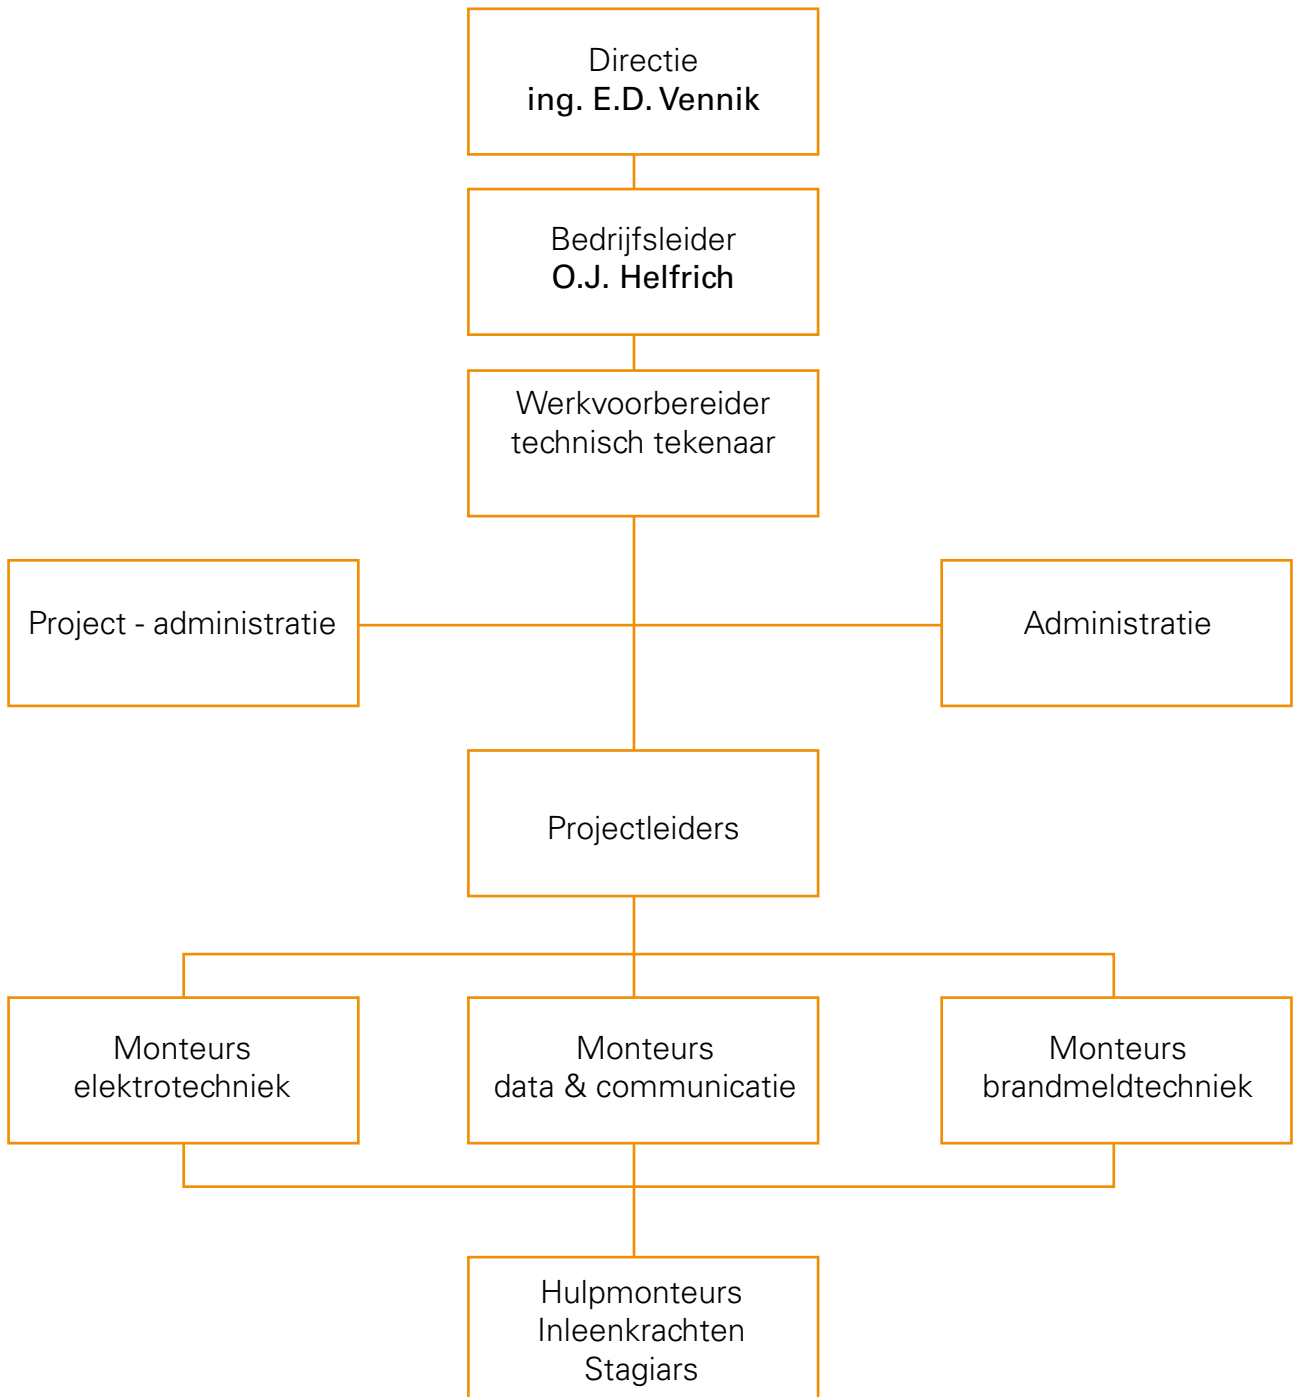 Directie
ing. E.D. Vennik
Bedrijfsleider
O.J. Helfrich
Werkvoorbereider
technisch tekenaar
Project - administratie
Administratie
Projectleiders
Monteurs
elektrotechniek
Monteurs
data & communicatie
Monteurs
brandmeldtechniek
Hulpmonteurs
Inleenkrachten
Stagiars